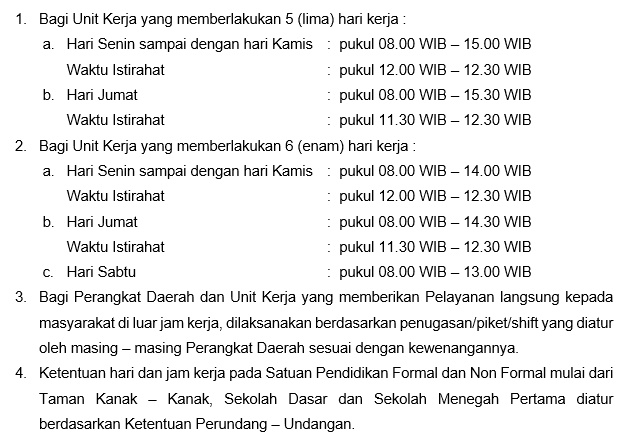 1. Bagi Unit Kerja yang memberlakukan 5 (lima) hari kerja :
a. Hari Senin sampai dengan hari Kamis : pukul 08.00 WIB – 15.00 WIB
Waktu Istirahat : pukul 12.00 WIB – 12.30 WIB
b. Hari Jumat : pukul 08.00 WIB – 15.30 WIB
Waktu Istirahat : pukul 11.30 WIB – 12.30 WIB
2. Bagi Unit Kerja yang memberlakukan 6 (enam) hari kerja :
a. Hari Senin sampai dengan hari Kamis : pukul 08.00 WIB – 14.00 WIB
Waktu Istirahat : pukul 12.00 WIB – 12.30 WIB
b. Hari Jumat : pukul 08.00 WIB – 14.30 WIB
Waktu Istirahat : pukul 11.30 WIB – 12.30 WIB
c. Hari Sabtu : pukul 08.00 WIB – 13.00 WIB
3. Bagi Perangkat Daerah dan Unit Kerja yang memberikan Pelayanan langsung kepada
masyarakat di luar jam kerja, dilaksanakan berdasarkan penugasan/piket/shift yang diatur
oleh masing – masing Perangkat Daerah sesuai dengan kewenangannya.
4. Ketentuan hari dan jam kerja pada Satuan Pendidikan Formal dan Non Formal mulai dari
Taman Kanak – Kanak, Sekolah Dasar dan Sekolah Menegah Pertama diatur
berdasarkan Ketentuan Perundang – Undangan.